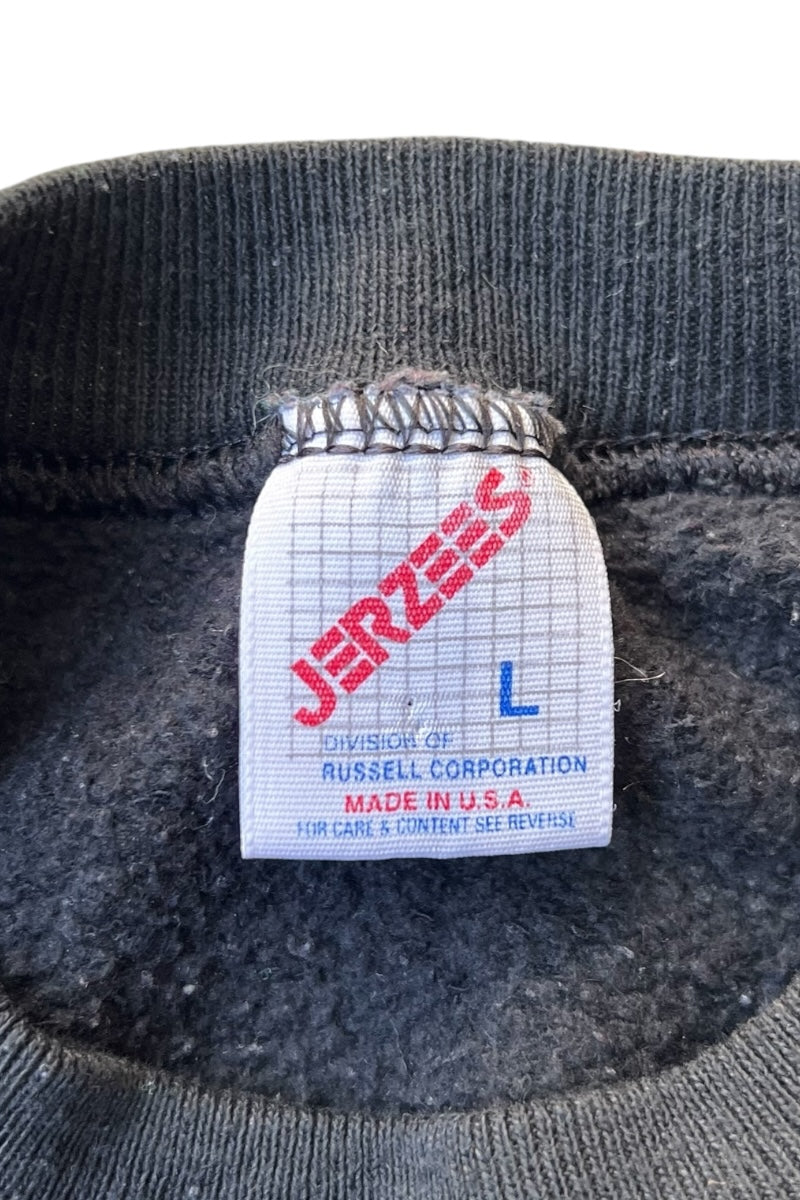 JERZEES
L
DIVISION OF
RUSSELL CORPORATION
MADE IN U.S.A.
FOR CARE & CONTENT SEE REVERSE